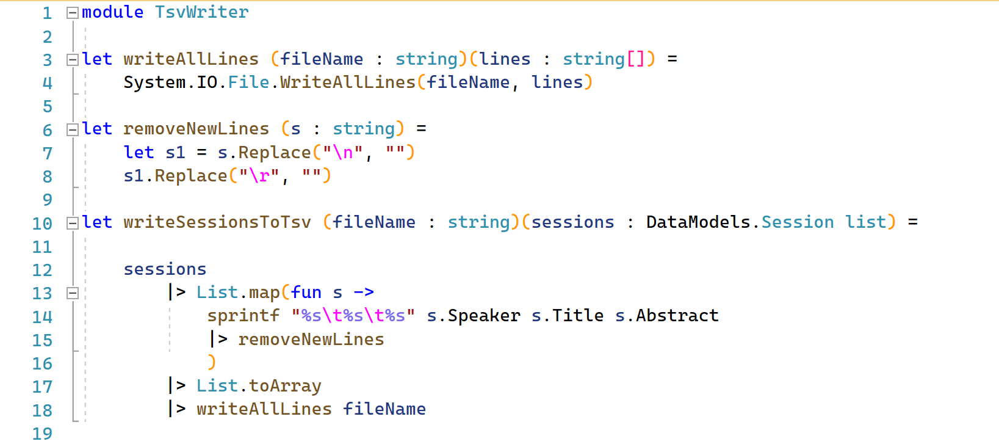 1 module TsvWriter
2
3 let writeAllLines (fileName : string)(lines : string[]) =
4     System.IO.File.WriteAllLines(fileName, lines)
5
6 let removeNewLines (s : string) =
7     let s1 = s.Replace("\n", "")
8     s1.Replace("\r", "")
9
10 let writeSessionsToTsv (fileName : string)(sessions : DataModels.Session list) =
11
12     sessions
13         |> List.map(fun s ->
14             sprintf "%s\t%s\t%s" s.Speaker s.Title s.Abstract
15             |> removeNewLines
16             )
17         |> List.toArray
18         |> writeAllLines fileName
19